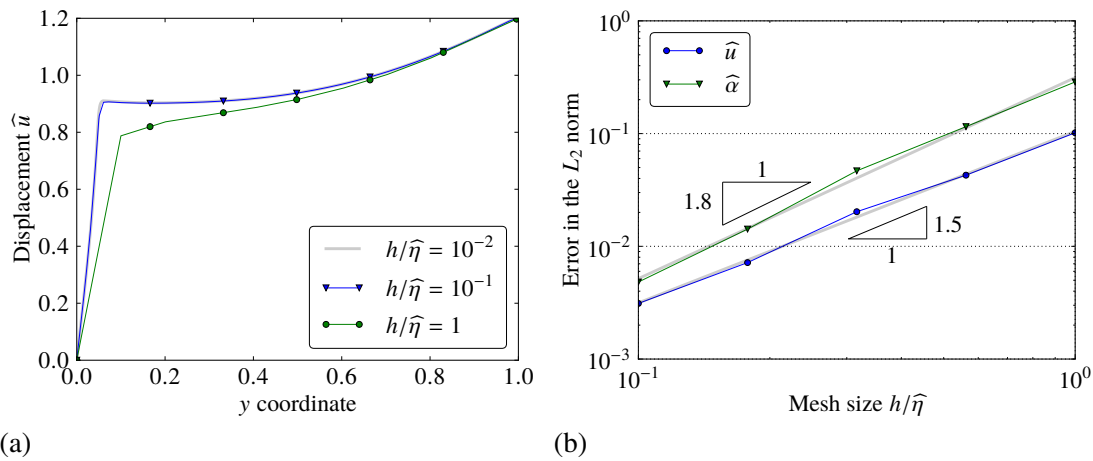 1.2
1.0
0.8
0.6
0.4
0.2
0.0
Displacement û
0.0 0.2 0.4 0.6 0.8 1.0
y coordinate
h/η̂ = 10⁻²
h/η̂ = 10⁻¹
h/η̂ = 1
(a)
10⁰
10⁻¹
10⁻²
10⁻³
Error in the L₂ norm
û
α̂
1
1.8
1.5
1
10⁻¹ 10⁰
Mesh size h/η̂
(b)